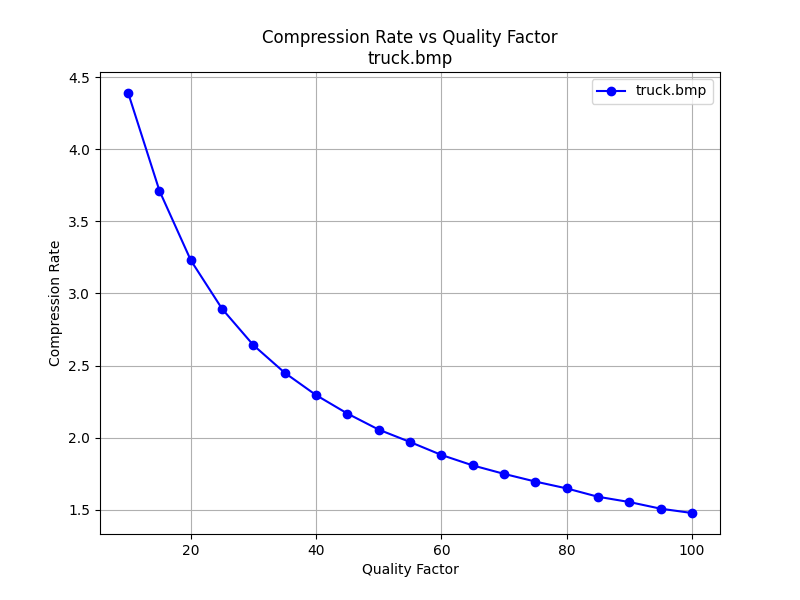 Compression Rate vs Quality Factor
truck.bmp
truck.bmp
4.5
4.0
3.5
3.0
2.5
2.0
1.5
Compression Rate
20 40 60 80 100
Quality Factor